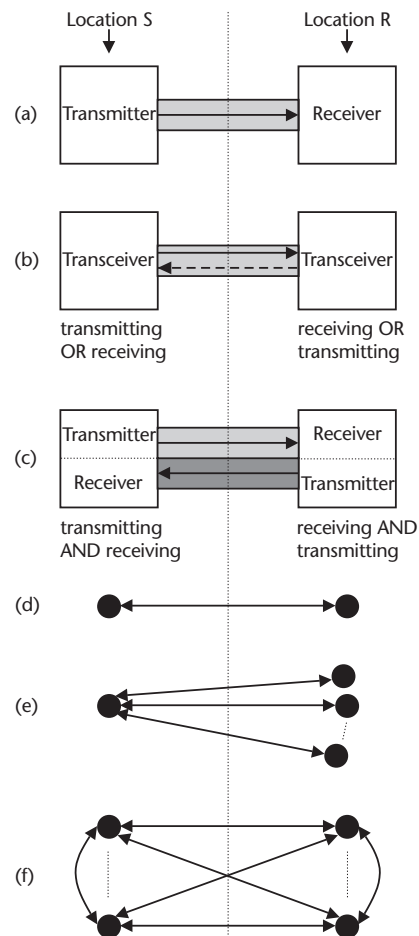 Location S Location R
(a) Transmitter Receiver
(b) Transceiver Transceiver
transmitting receiving OR
OR receiving transmitting
Transmitter Receiver
(c)
Receiver Transmitter
transmitting receiving AND
AND receiving transmitting
(d)
(e)
(f)